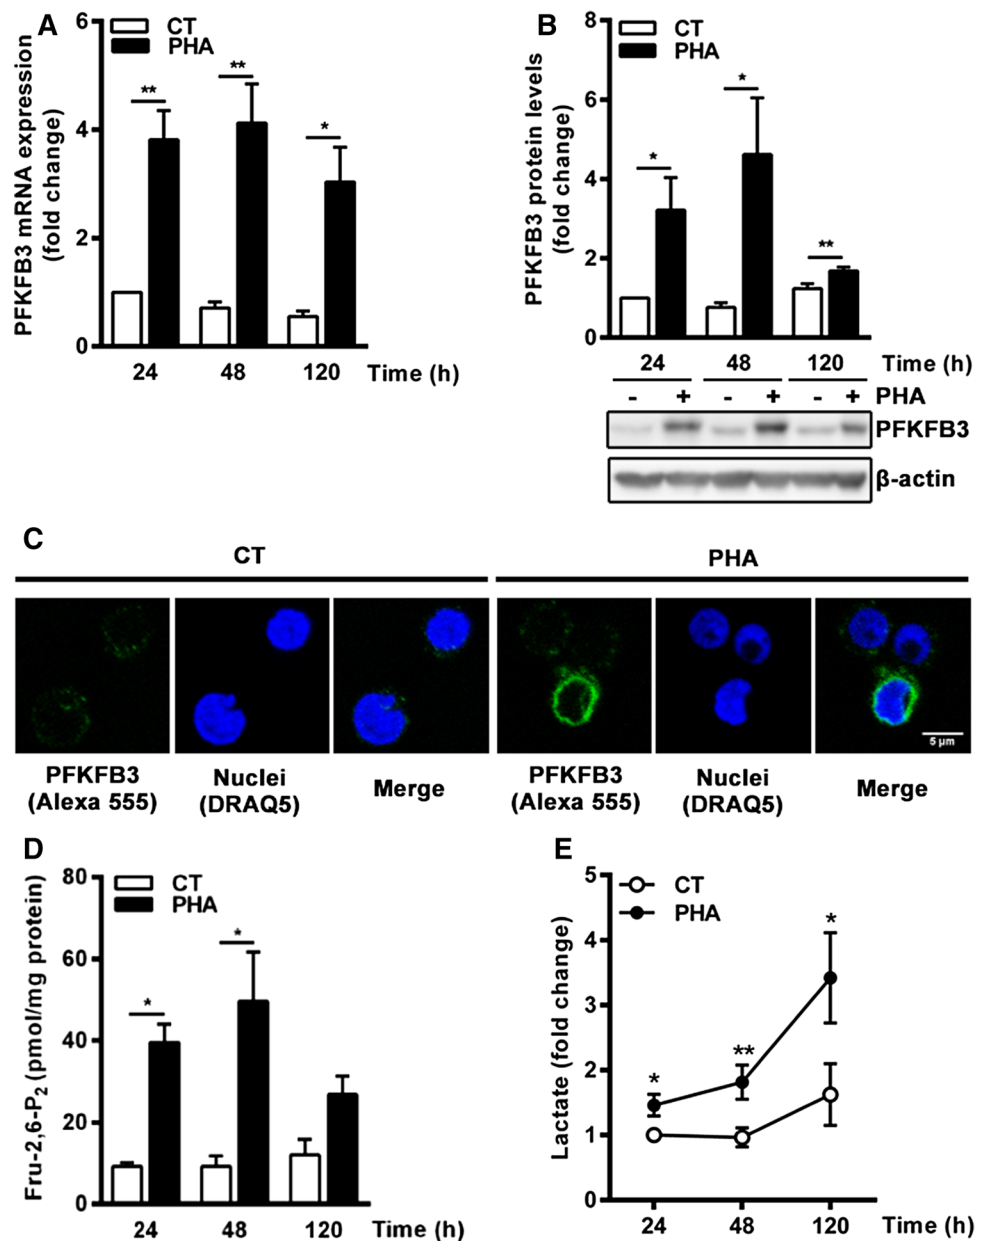 A
PFKFB3 mRNA expression
(fold change)
6
4
2
0
CT
PHA
**
**
*
24
48
120
Time (h)
B
PFKFB3 protein levels
(fold change)
8
6
4
2
0
CT
PHA
*
*
**
24
48
120
Time (h)
- + - + - + PHA
PFKFB3
β-actin
C
CT
PHA
5 μm
PFKFB3
(Alexa 555)
Nuclei
(DRAQ5)
Merge
PFKFB3
(Alexa 555)
Nuclei
(DRAQ5)
Merge
D
Fru-2,6-P₂ (pmol/mg protein)
80
60
40
20
0
CT
PHA
*
*
24
48
120
Time (h)
E
Lactate (fold change)
5
4
3
2
1
0
CT
PHA
*
**
*
24
48
120
Time (h)